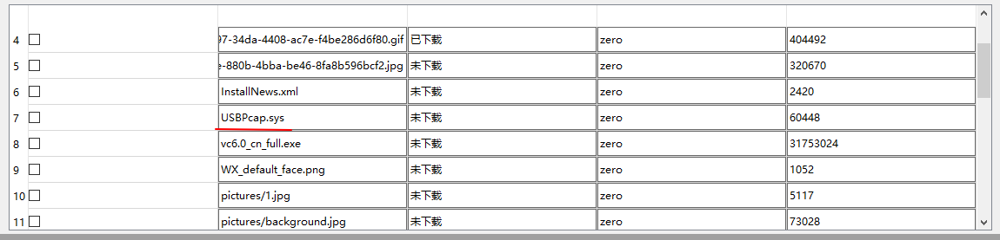 4 97-34da-4408-ac7e-f4be286d6f80.gif 已下载 zero 404492
5 e-880b-4bba-be46-8fa8b596bcf2.jpg 未下载 zero 320670
6 InstallNews.xml 未下载 zero 2420
7 USBPcap.sys 未下载 zero 60448
8 vc6.0_cn_full.exe 未下载 zero 31753024
9 WX_default_face.png 未下载 zero 1052
10 pictures/1.jpg 未下载 zero 5117
11 pictures/background.jpg 未下载 zero 73028